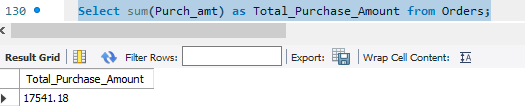 130 Select sum(Purch_amt) as Total_Purchase_Amount from Orders;
Result Grid Filter Rows: Export: Wrap Cell Content:
Total_Purchase_Amount
17541.18